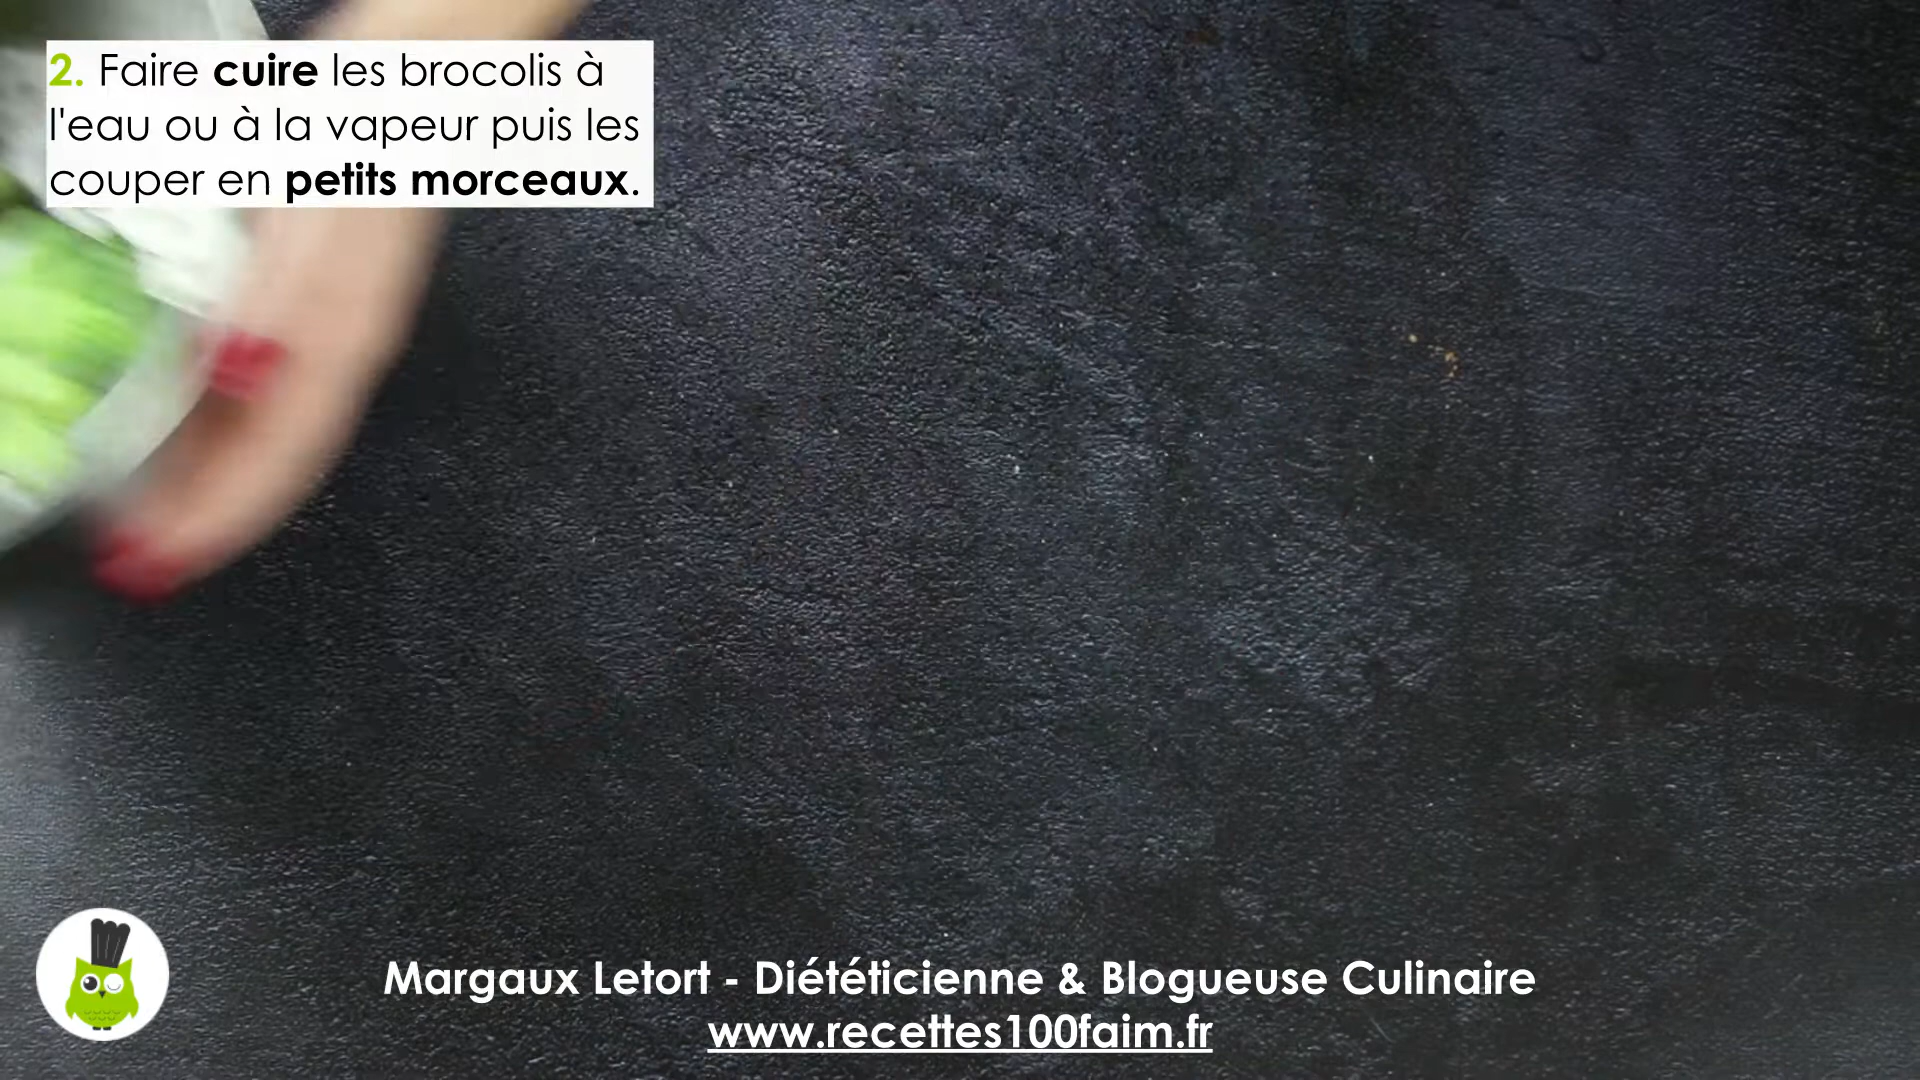 2. Faire cuire les brocolis à
l'eau ou à la vapeur puis les
couper en petits morceaux.
Margaux Letort - Diététicienne & Blogueuse Culinaire
www.recettes100faim.fr